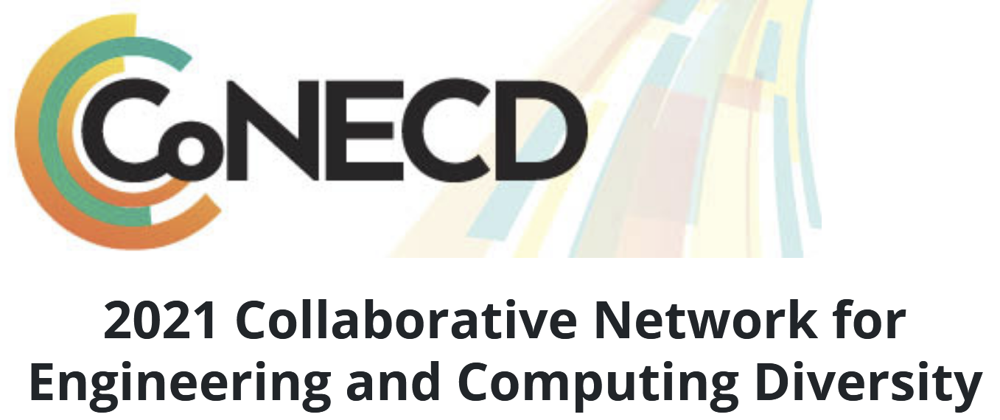 CoNECD
2021 Collaborative Network for
Engineering and Computing Diversity